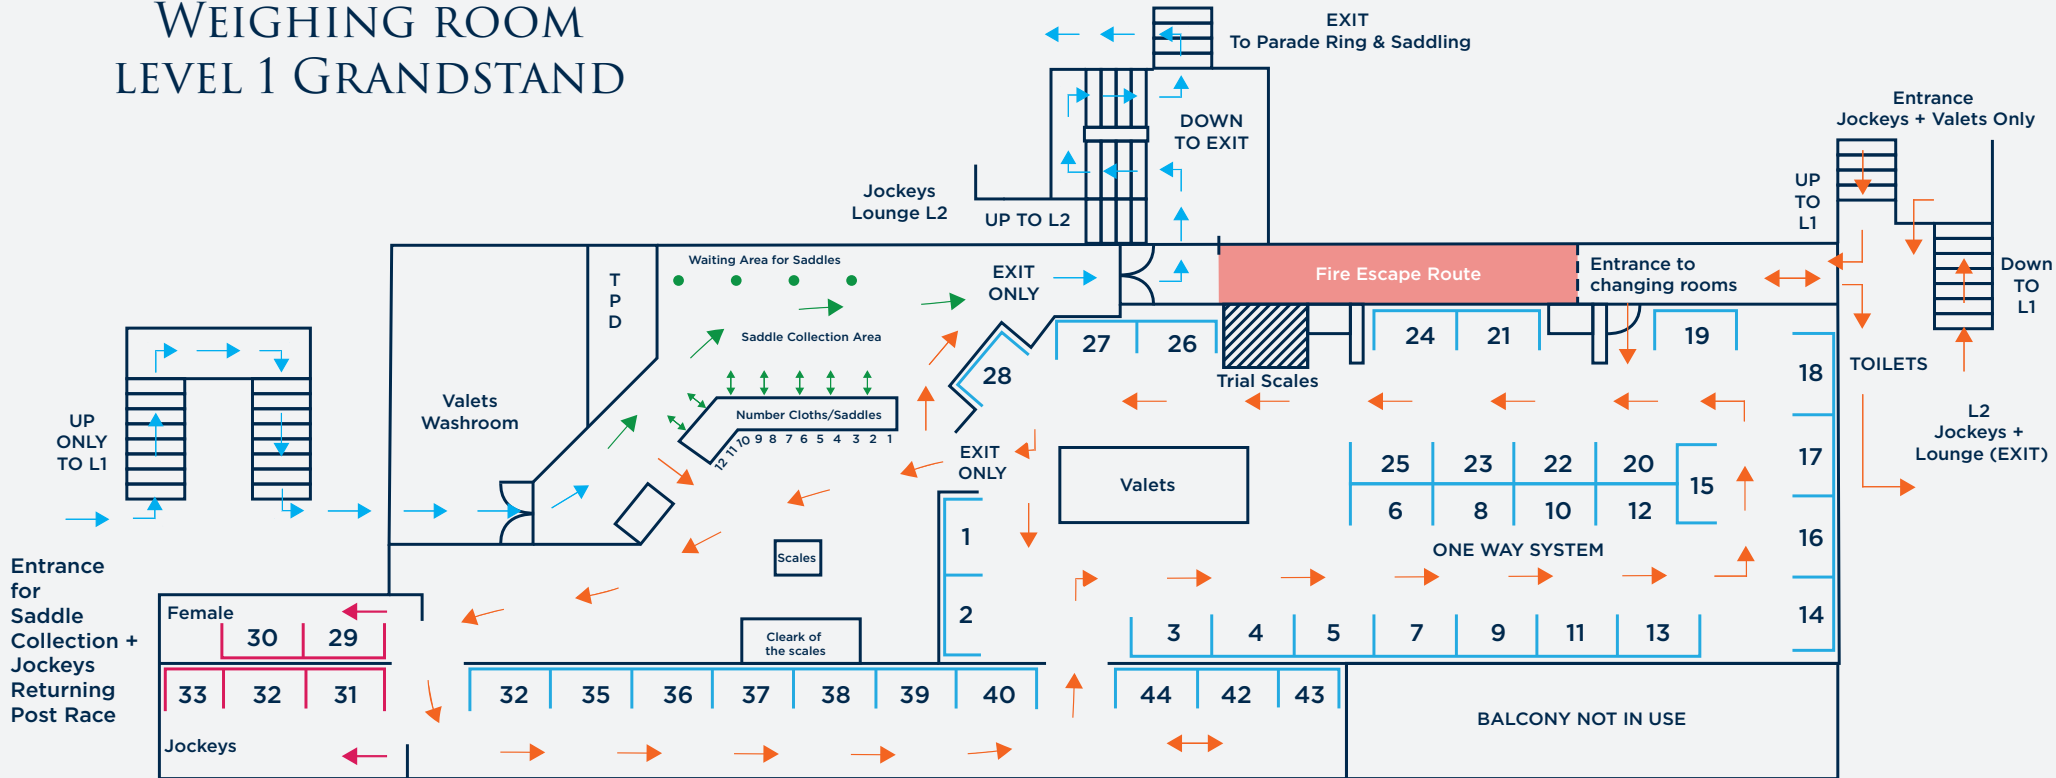 WEIGHING ROOM
LEVEL 1 GRANDSTAND
EXIT
To Parade Ring & Saddling
Entrance
Jockeys + Valets Only
DOWN
TO EXIT
Jockeys
Lounge L2
UP TO L2
UP
TO
L1
Down
TO
L1
Waiting Area for Saddles
T
P
D
EXIT
ONLY
Fire Escape Route
Entrance to
changing rooms
Saddle Collection Area
27
26
24
21
19
28
Trial Scales
18
TOILETS
Valets
Washroom
UP
ONLY
TO L1
Number Cloths/Saddles
12 11 10 9 8 7 6 5 4 3 2 1
L2
Jockeys +
Lounge (EXIT)
EXIT
ONLY
Valets
25
23
22
20
15
17
6
8
10
12
1
16
ONE WAY SYSTEM
Scales
Entrance
for
Saddle
Collection +
Jockeys
Returning
Post Race
Female
30
29
2
Cleark of
the scales
3
4
5
7
9
11
13
14
33
32
31
32
35
36
37
38
39
40
44
42
43
BALCONY NOT IN USE
Jockeys